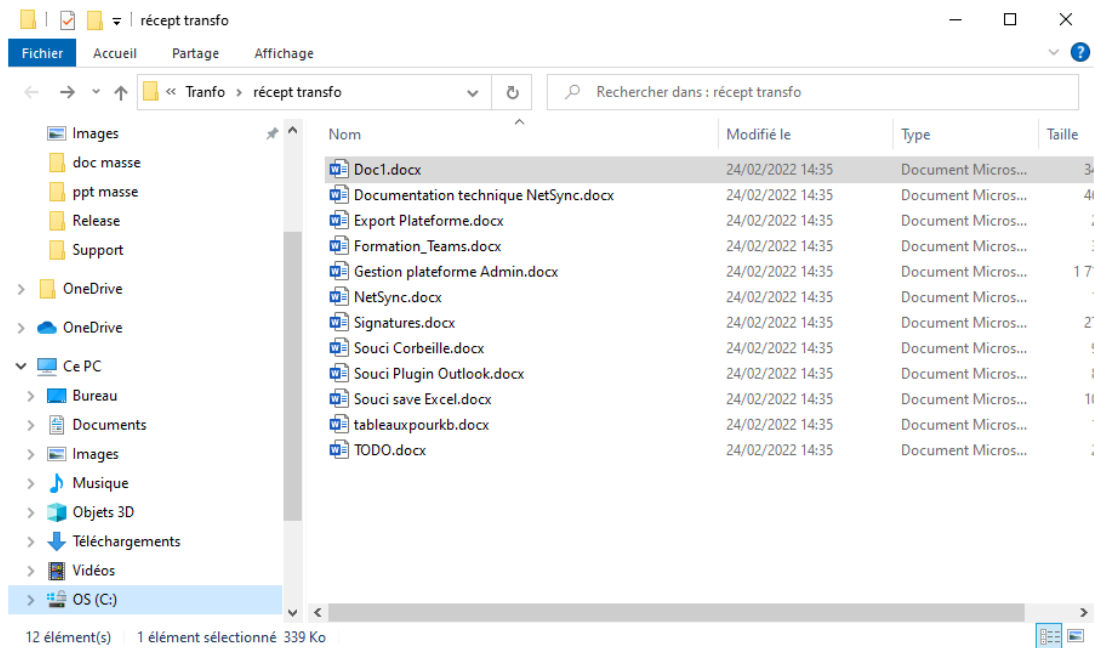 récept transfo
Fichier Accueil Partage Affichage
« Tranfo > récept transfo Rechercher dans : récept transfo
Images
doc masse
ppt masse
Release
Support
OneDrive
OneDrive
Ce PC
Bureau
Documents
Images
Musique
Objets 3D
Téléchargements
Vidéos
OS (C:)
Nom Modifié le Type Taille
Doc1.docx 24/02/2022 14:35 Document Micros...
Documentation technique NetSync.docx 24/02/2022 14:35 Document Micros...
Export Plateforme.docx 24/02/2022 14:35 Document Micros...
Formation_Teams.docx 24/02/2022 14:35 Document Micros...
Gestion plateforme Admin.docx 24/02/2022 14:35 Document Micros...
NetSync.docx 24/02/2022 14:35 Document Micros...
Signatures.docx 24/02/2022 14:35 Document Micros...
Souci Corbeille.docx 24/02/2022 14:35 Document Micros...
Souci Plugin Outlook.docx 24/02/2022 14:35 Document Micros...
Souci save Excel.docx 24/02/2022 14:35 Document Micros...
tableauxpourkb.docx 24/02/2022 14:35 Document Micros...
TODO.docx 24/02/2022 14:35 Document Micros...
12 élément(s) 1 élément sélectionné 339 Ko